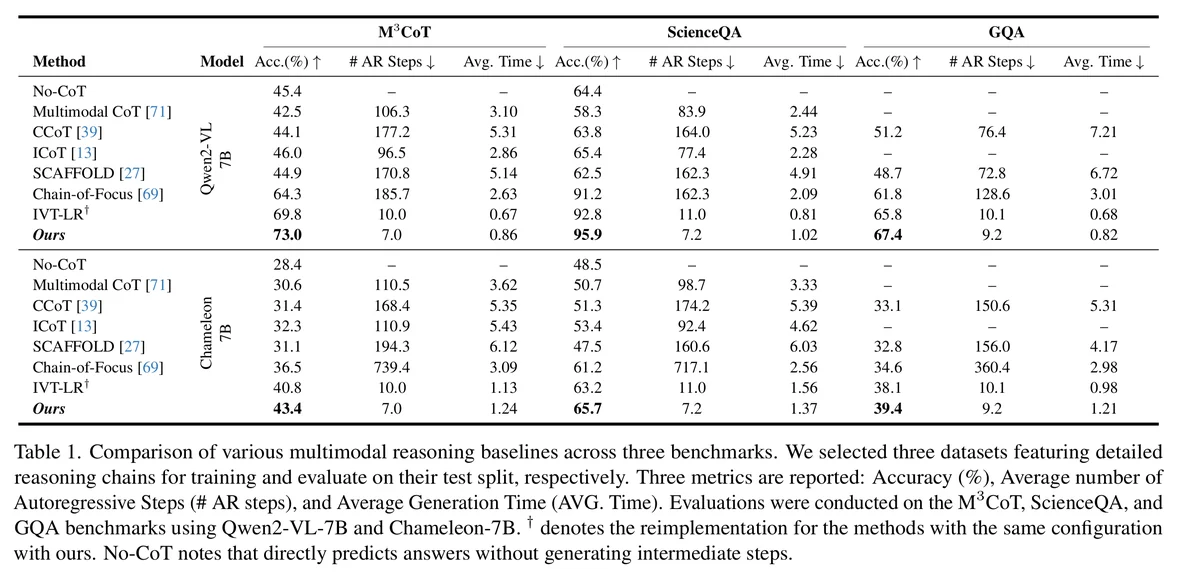 M³CoT ScienceQA GQA
Method Model Acc.(%) ↑ # AR Steps ↓ Avg. Time ↓ Acc.(%) ↑ # AR Steps ↓ Avg. Time ↓ Acc.(%) ↑ # AR Steps ↓ Avg. Time ↓
Qwen2-VL
7B
No-CoT 45.4 – – 64.4 – – – – –
Multimodal CoT [71] 42.5 106.3 3.10 58.3 83.9 2.44 – – –
CCoT [39] 44.1 177.2 5.31 63.8 164.0 5.23 51.2 76.4 7.21
ICoT [13] 46.0 96.5 2.86 65.4 77.4 2.28 – – –
SCAFFOLD [27] 44.9 170.8 5.14 62.5 162.3 4.91 48.7 72.8 6.72
Chain-of-Focus [69] 64.3 185.7 2.63 91.2 162.3 2.09 61.8 128.6 3.01
IVT-LR† 69.8 10.0 0.67 92.8 11.0 0.81 65.8 10.1 0.68
Ours 73.0 7.0 0.86 95.9 7.2 1.02 67.4 9.2 0.82
Chameleon
7B
No-CoT 28.4 – – 48.5 – – – – –
Multimodal CoT [71] 30.6 110.5 3.62 50.7 98.7 3.33 – – –
CCoT [39] 31.4 168.4 5.35 51.3 174.2 5.39 33.1 150.6 5.31
ICoT [13] 32.3 110.9 5.43 53.4 92.4 4.62 – – –
SCAFFOLD [27] 31.1 194.3 6.12 47.5 160.6 6.03 32.8 156.0 4.17
Chain-of-Focus [69] 36.5 739.4 3.09 61.2 717.1 2.56 34.6 360.4 2.98
IVT-LR† 40.8 10.0 1.13 63.2 11.0 1.56 38.1 10.1 0.98
Ours 43.4 7.0 1.24 65.7 7.2 1.37 39.4 9.2 1.21
Table 1. Comparison of various multimodal reasoning baselines across three benchmarks. We selected three datasets featuring detailed
reasoning chains for training and evaluate on their test split, respectively. Three metrics are reported: Accuracy (%), Average number of
Autoregressive Steps (# AR steps), and Average Generation Time (AVG. Time). Evaluations were conducted on the M³CoT, ScienceQA, and
GQA benchmarks using Qwen2-VL-7B and Chameleon-7B. † denotes the reimplementation for the methods with the same configuration
with ours. No-CoT notes that directly predicts answers without generating intermediate steps.